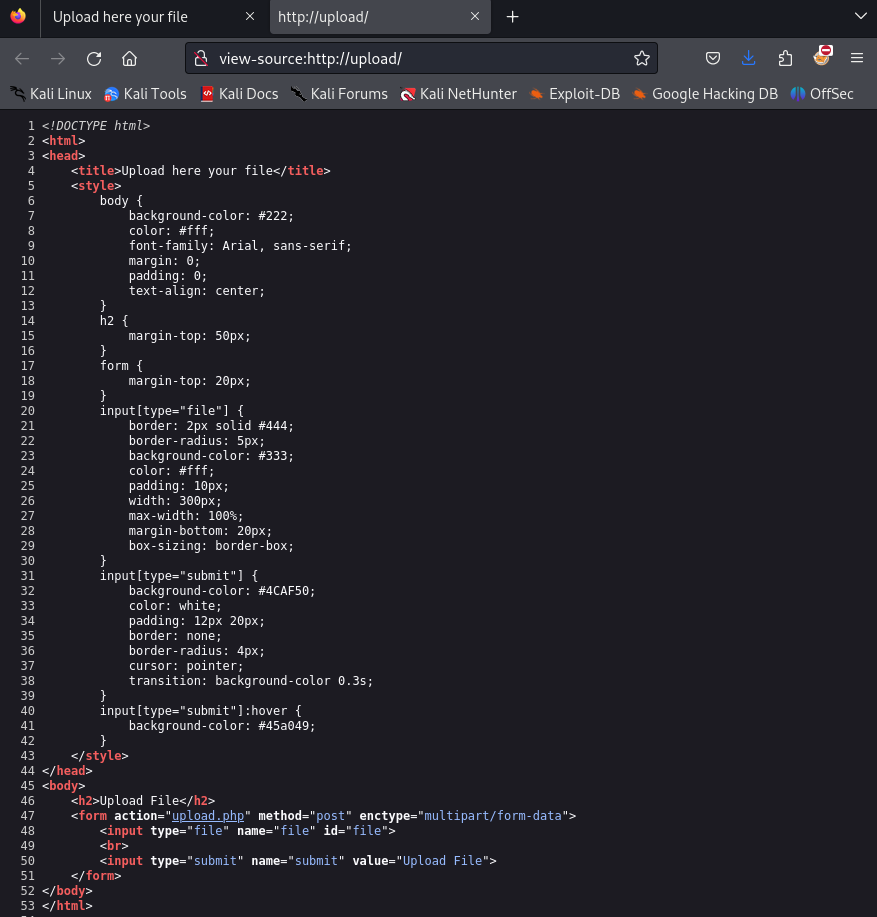 Upload here your file
http://upload/
view-source:http://upload/
Kali Linux Kali Tools Kali Docs Kali Forums Kali NetHunter Exploit-DB Google Hacking DB OffSec
1 <!DOCTYPE html>
2 <html>
3 <head>
4     <title>Upload here your file</title>
5     <style>
6         body {
7             background-color: #222;
8             color: #fff;
9             font-family: Arial, sans-serif;
10             margin: 0;
11             padding: 0;
12             text-align: center;
13         }
14         h2 {
15             margin-top: 50px;
16         }
17         form {
18             margin-top: 20px;
19         }
20         input[type="file"] {
21             border: 2px solid #444;
22             border-radius: 5px;
23             background-color: #333;
24             color: #fff;
25             padding: 10px;
26             width: 300px;
27             max-width: 100%;
28             margin-bottom: 20px;
29             box-sizing: border-box;
30         }
31         input[type="submit"] {
32             background-color: #4CAF50;
33             color: white;
34             padding: 12px 20px;
35             border: none;
36             border-radius: 4px;
37             cursor: pointer;
38             transition: background-color 0.3s;
39         }
40         input[type="submit"]:hover {
41             background-color: #45a049;
42         }
43     </style>
44 </head>
45 <body>
46     <h2>Upload File</h2>
47     <form action="upload.php" method="post" enctype="multipart/form-data">
48         <input type="file" name="file" id="file">
49         <br>
50         <input type="submit" name="submit" value="Upload File">
51     </form>
52 </body>
53 </html>